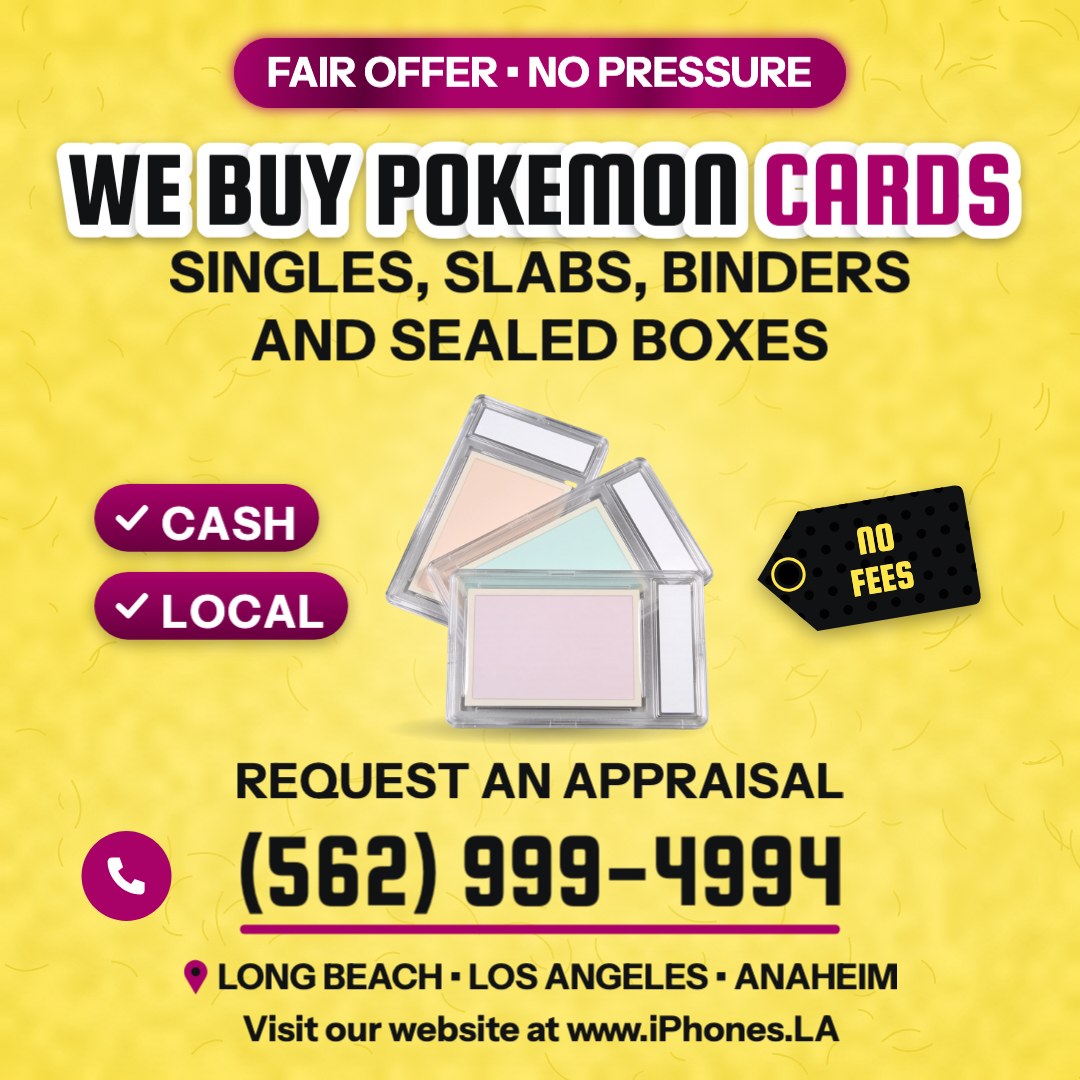 FAIR OFFER ▪ NO PRESSURE
WE BUY POKEMON CARDS
SINGLES, SLABS, BINDERS
AND SEALED BOXES
CASH
LOCAL
NO
FEES
REQUEST AN APPRAISAL
(562) 999-4994
LONG BEACH ▪ LOS ANGELES ▪ ANAHEIM
Visit our website at www.iPhones.LA